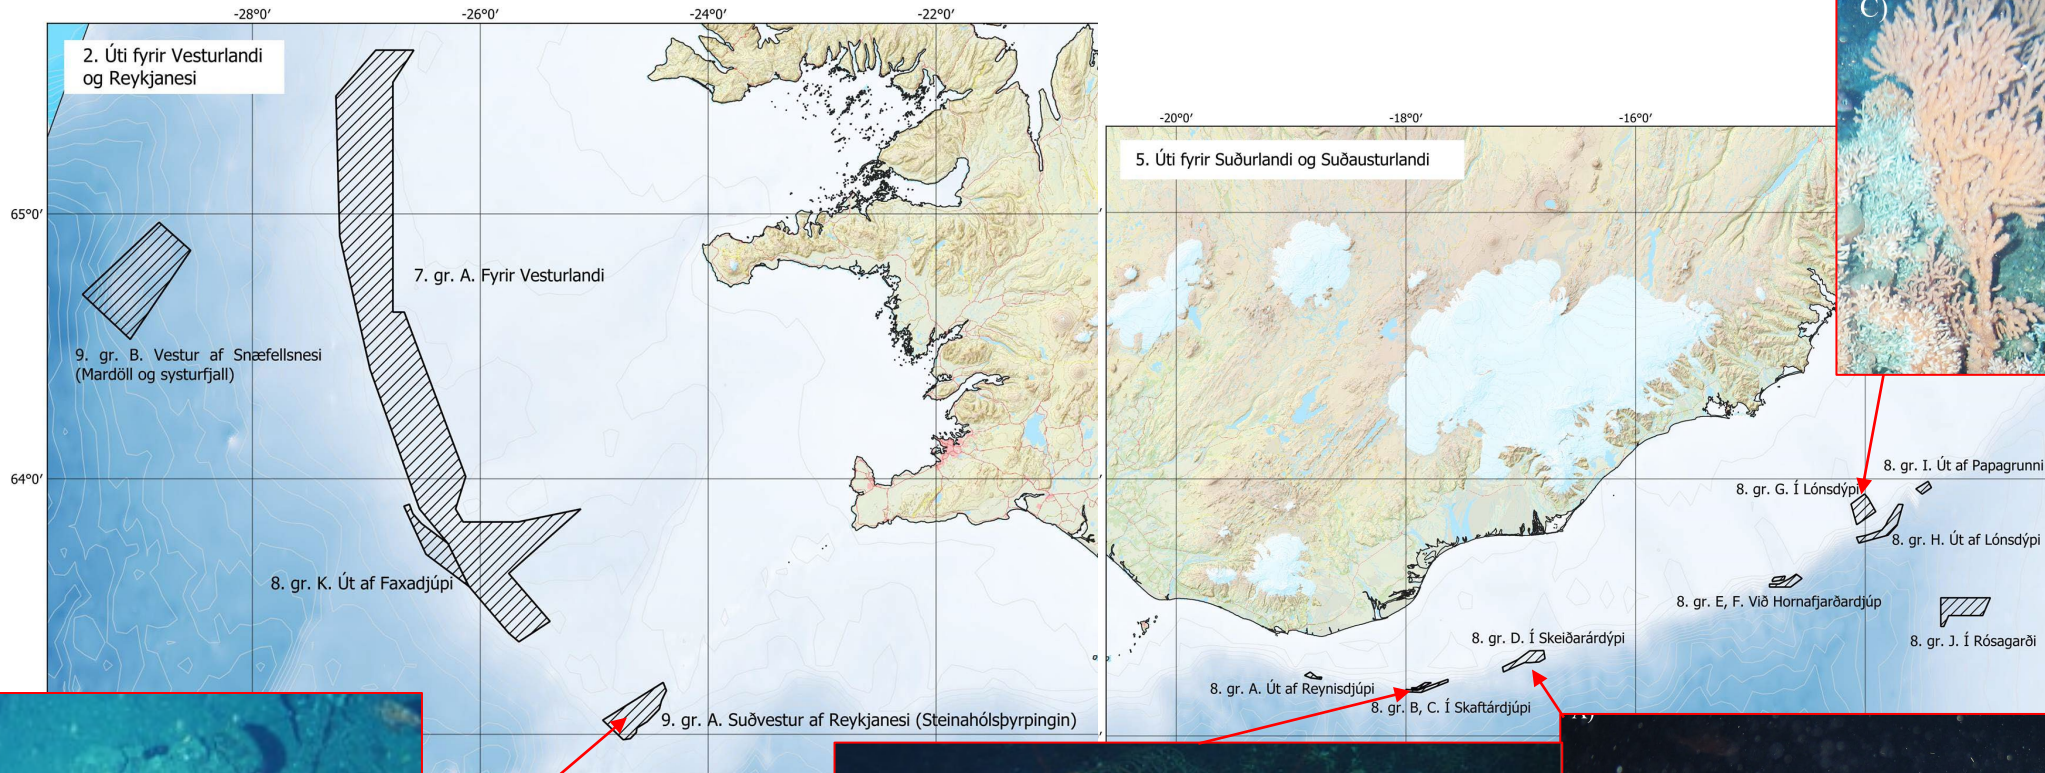 -28°0'
-26°0'
-24°0'
-22°0'
2. Úti fyrir Vesturlandi
og Reykjanesi
65°0'
7. gr. A. Fyrir Vesturlandi
9. gr. B. Vestur af Snæfellsnesi
(Mardöll og systurfjall)
64°0'
8. gr. K. Út af Faxadjúpi
9. gr. A. Suðvestur af Reykjanesi (Steinahólsþyrpingin)
-20°0'
-18°0'
-16°0'
5. Úti fyrir Suðurlandi og Suðausturlandi
C)
8. gr. I. Út af Papagrunni
8. gr. G. Í Lónsdýpi
8. gr. H. Út af Lónsdýpi
8. gr. E, F. Við Hornafjarðardjúp
8. gr. D. Í Skeiðarárdýpi
8. gr. J. Í Rósagarði
8. gr. A. Út af Reynisdjúpi
8. gr. B, C. Í Skaftárdjúpi
A)